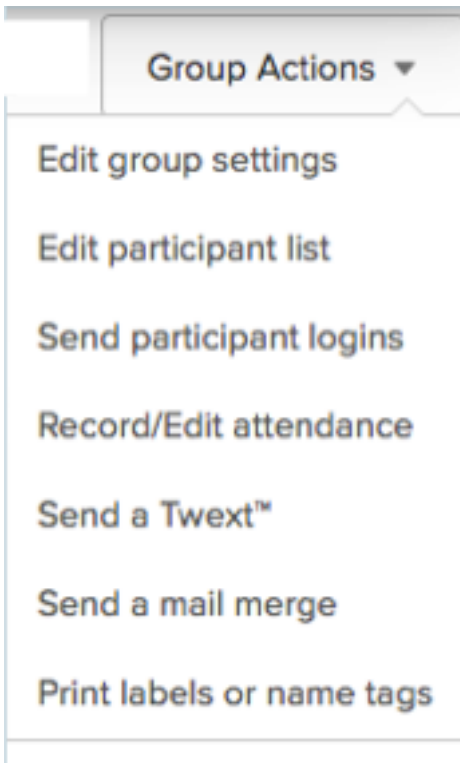 Group Actions
Edit group settings
Edit participant list
Send participant logins
Record/Edit attendance
Send a Twext™
Send a mail merge
Print labels or name tags